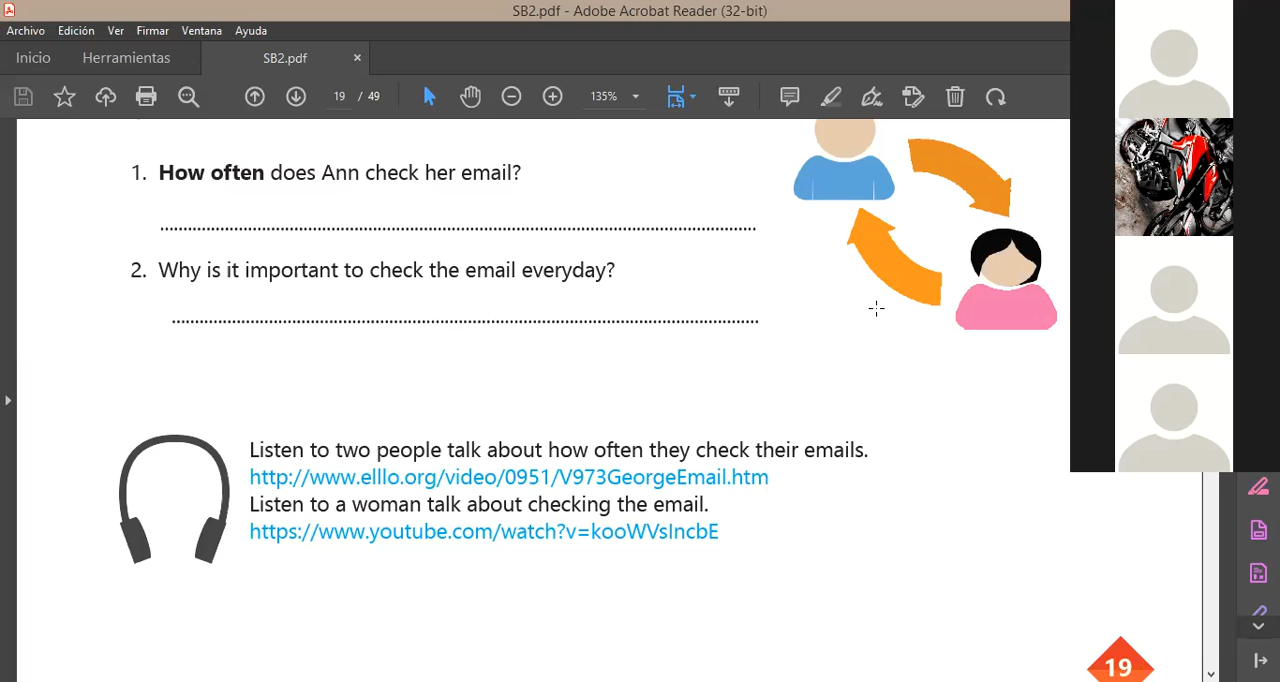 SB2.pdf - Adobe Acrobat Reader (32-bit)
Archivo Edición Ver Firmar Ventana Ayuda
Inicio Herramientas SB2.pdf ×
19 / 49 135%
1. How often does Ann check her email?
............................................................
2. Why is it important to check the email everyday?
............................................................
Listen to two people talk about how often they check their emails.
http://www.elllo.org/video/0951/V973GeorgeEmail.htm
Listen to a woman talk about checking the email.
https://www.youtube.com/watch?v=kooWVsIncbE
19